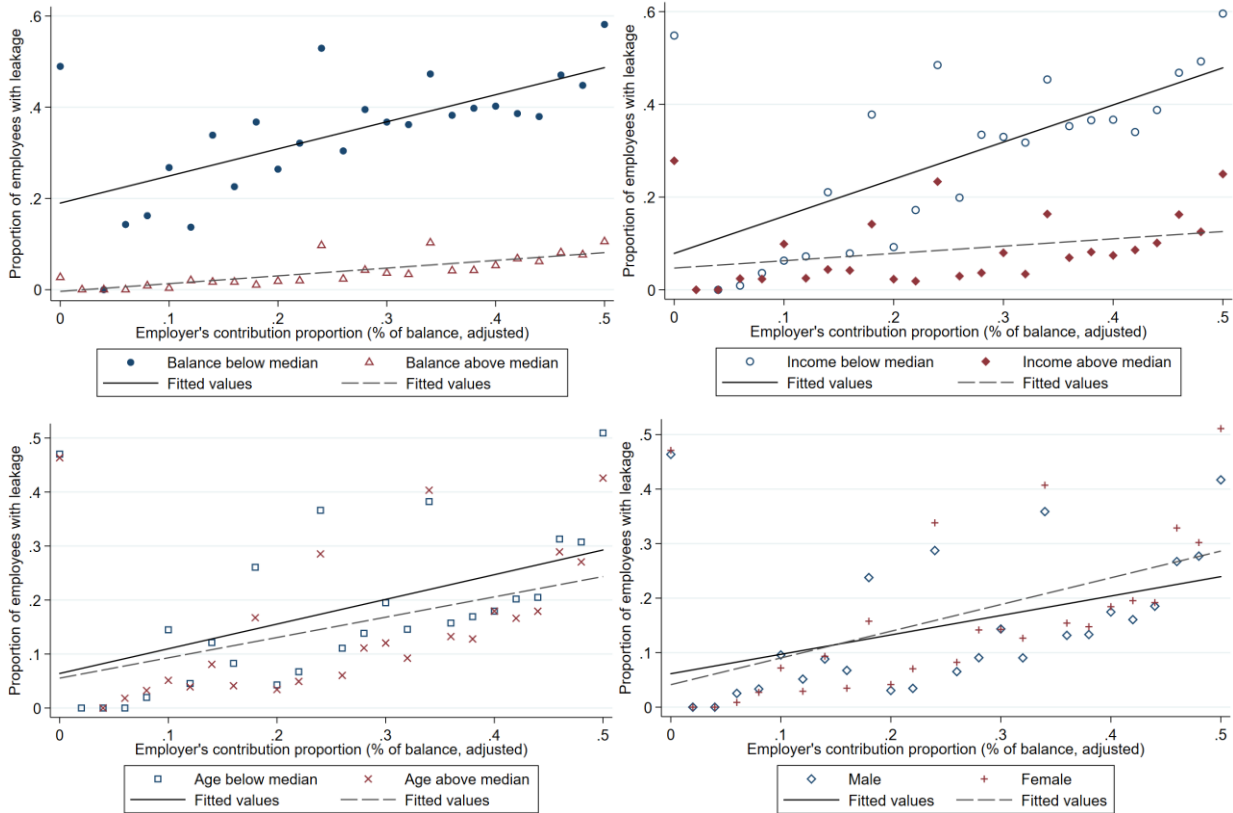 Proportion of employees with leakage
.6
.4
.2
0
0 .1 .2 .3 .4 .5
Employer's contribution proportion (% of balance, adjusted)
Balance below median Balance above median
Fitted values Fitted values
Proportion of employees with leakage
.6
.4
.2
0
0 .1 .2 .3 .4 .5
Employer's contribution proportion (% of balance, adjusted)
Income below median Income above median
Fitted values Fitted values
Proportion of employees with leakage
.5
.4
.3
.2
.1
0
0 .1 .2 .3 .4 .5
Employer's contribution proportion (% of balance, adjusted)
Age below median Age above median
Fitted values Fitted values
Proportion of employees with leakage
.5
.4
.3
.2
.1
0
0 .1 .2 .3 .4 .5
Employer's contribution proportion (% of balance, adjusted)
Male Female
Fitted values Fitted values